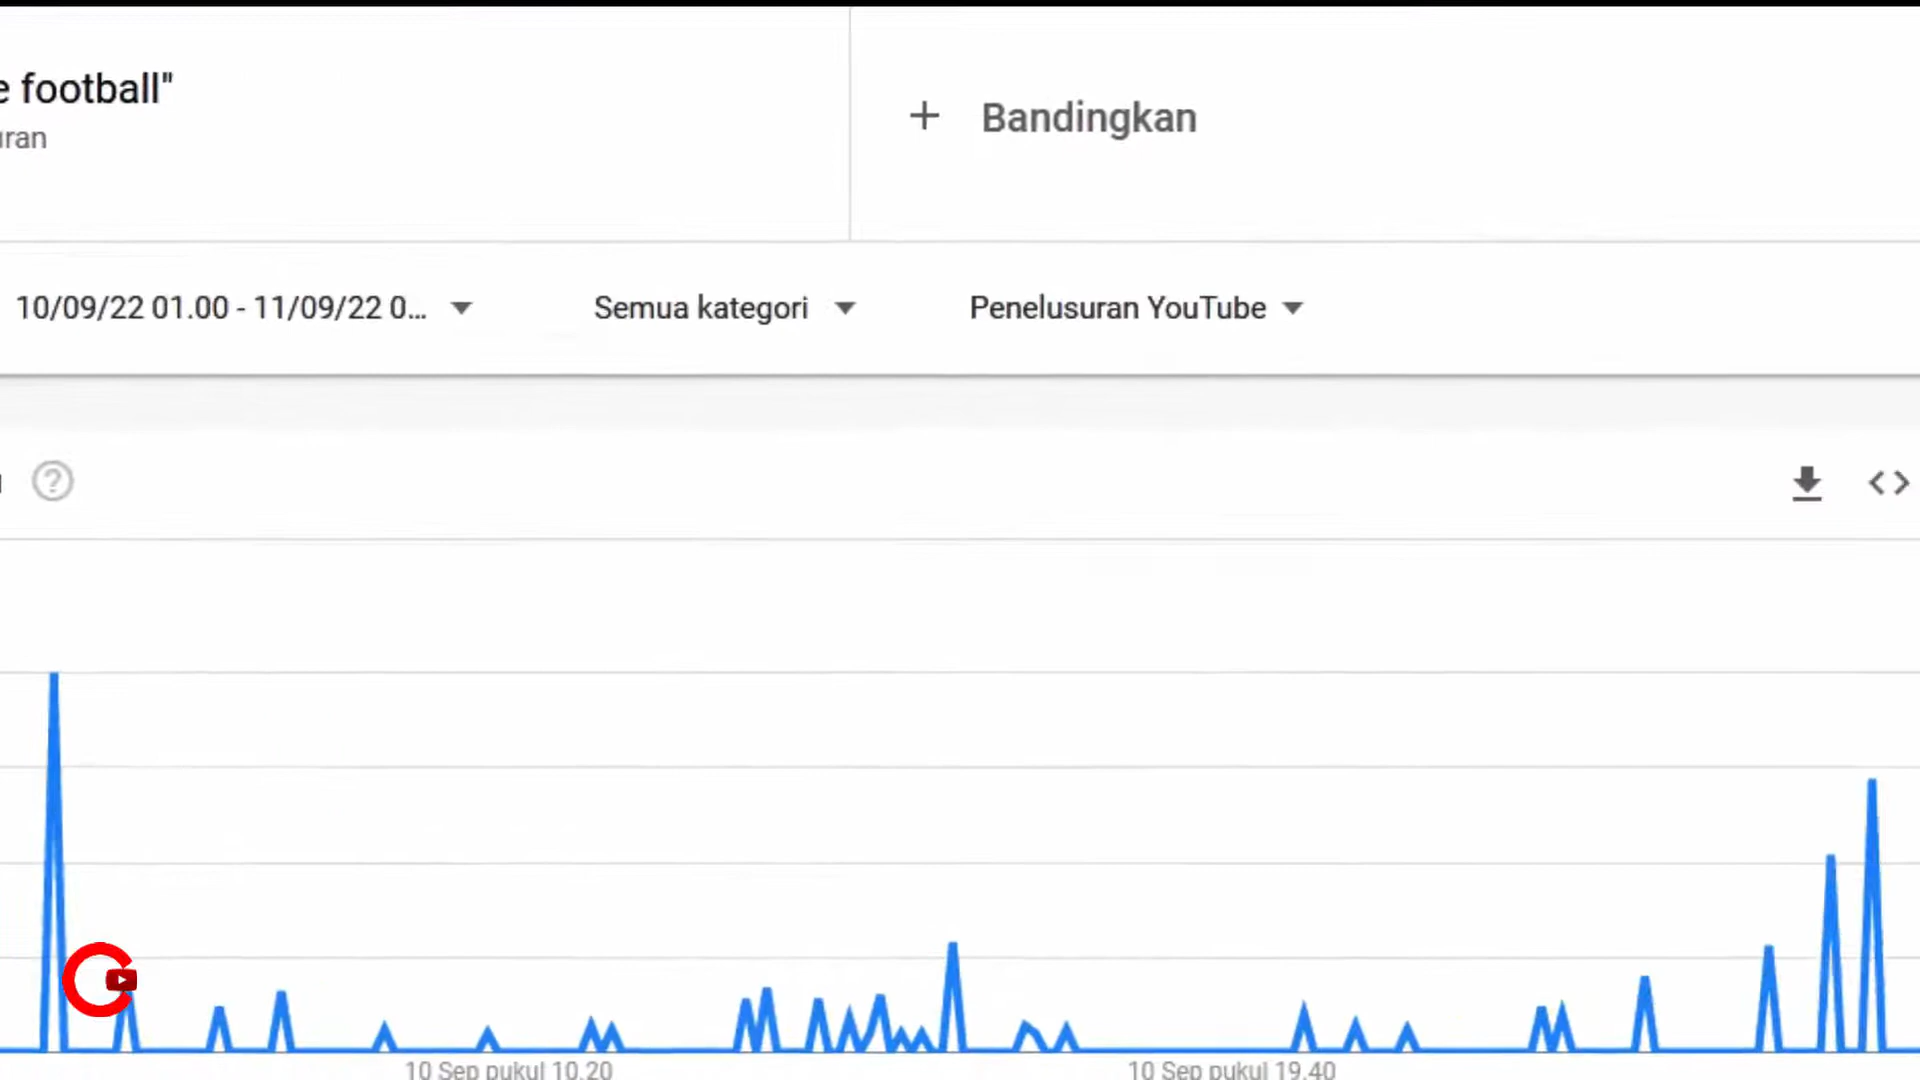 e football"
uran
+ Bandingkan
10/09/22 01.00 - 11/09/22 0...
Semua kategori
Penelusuran YouTube
10 Sep pukul 10.20
10 Sep pukul 19.40